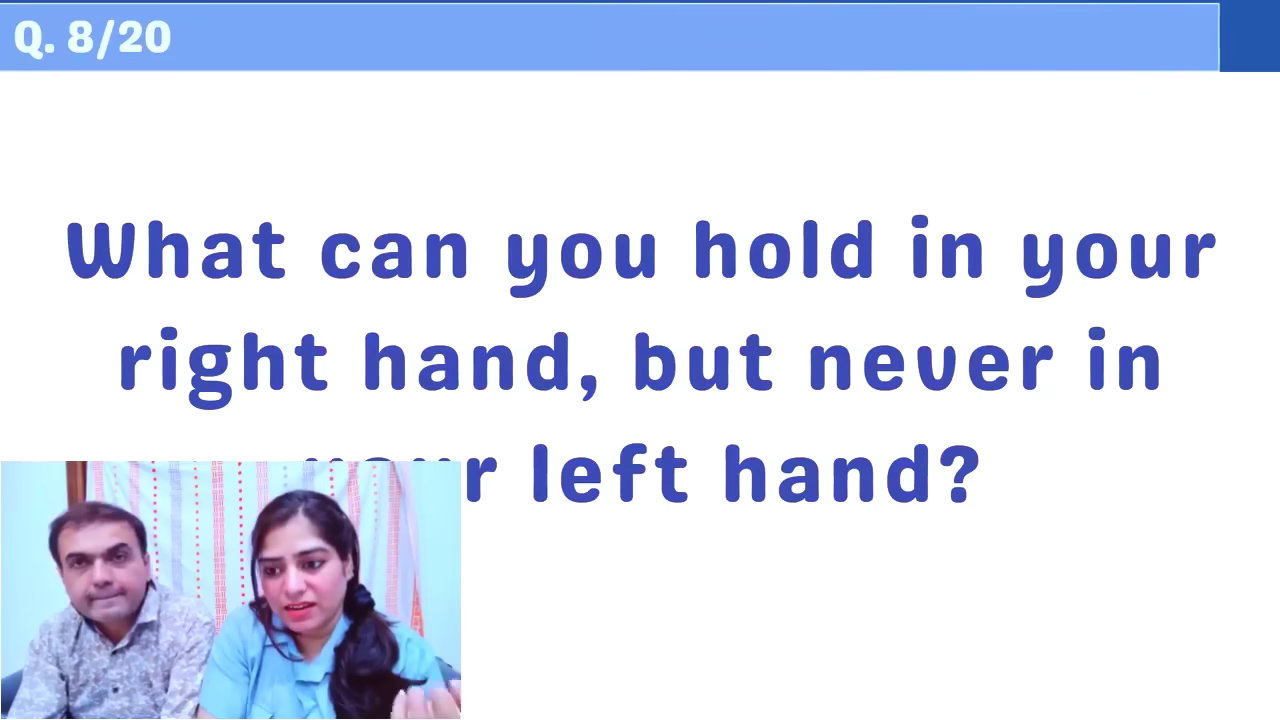 Q. 8/20
What can you hold in your
right hand, but never in
left hand?